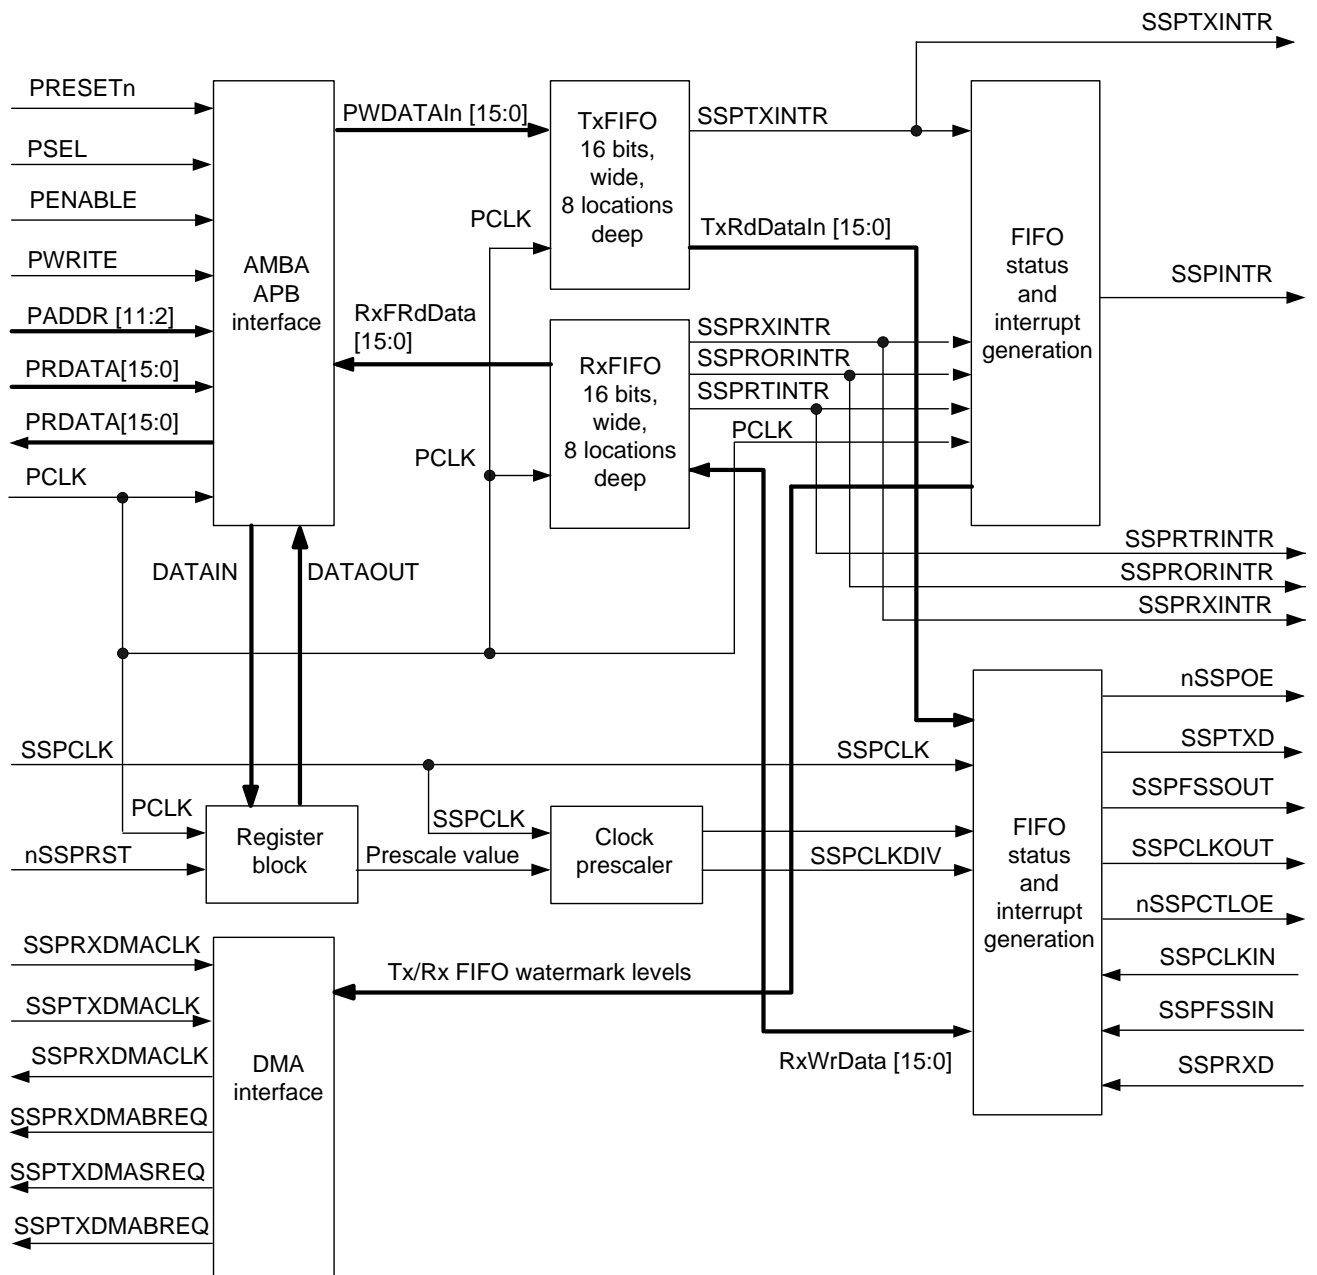 SSPTXINTR
PRESETn
PSEL
PENABLE
PWRITE
PADDR [11:2]
PRDATA[15:0]
PRDATA[15:0]
PCLK
AMBA
APB
interface
PWDATAIn [15:0]
PCLK
RxFRdData
[15:0]
PCLK
TxFIFO
16 bits,
wide,
8 locations
deep
RxFIFO
16 bits,
wide,
8 locations
deep
SSPTXINTR
TxRdDataIn [15:0]
SSPRXINTR
SSPRORINTR
SSPRTINTR
PCLK
FIFO
status
and
interrupt
generation
SSPINTR
SSPRTRINTR
SSPRORINTR
SSPRXINTR
DATAIN
DATAOUT
SSPCLK
PCLK
nSSPRST
Register
block
SSPCLK
Prescale value
Clock
prescaler
SSPCLK
SSPCLKDIV
FIFO
status
and
interrupt
generation
nSSPOE
SSPTXD
SSPFSSOUT
SSPCLKOUT
nSSPCTLOE
SSPCLKIN
SSPFSSIN
SSPRXD
SSPRXDMACLK
SSPTXDMACLK
SSPRXDMACLK
SSPRXDMABREQ
SSPTXDMASREQ
SSPTXDMABREQ
DMA
interface
Tx/Rx FIFO watermark levels
RxWrData [15:0]